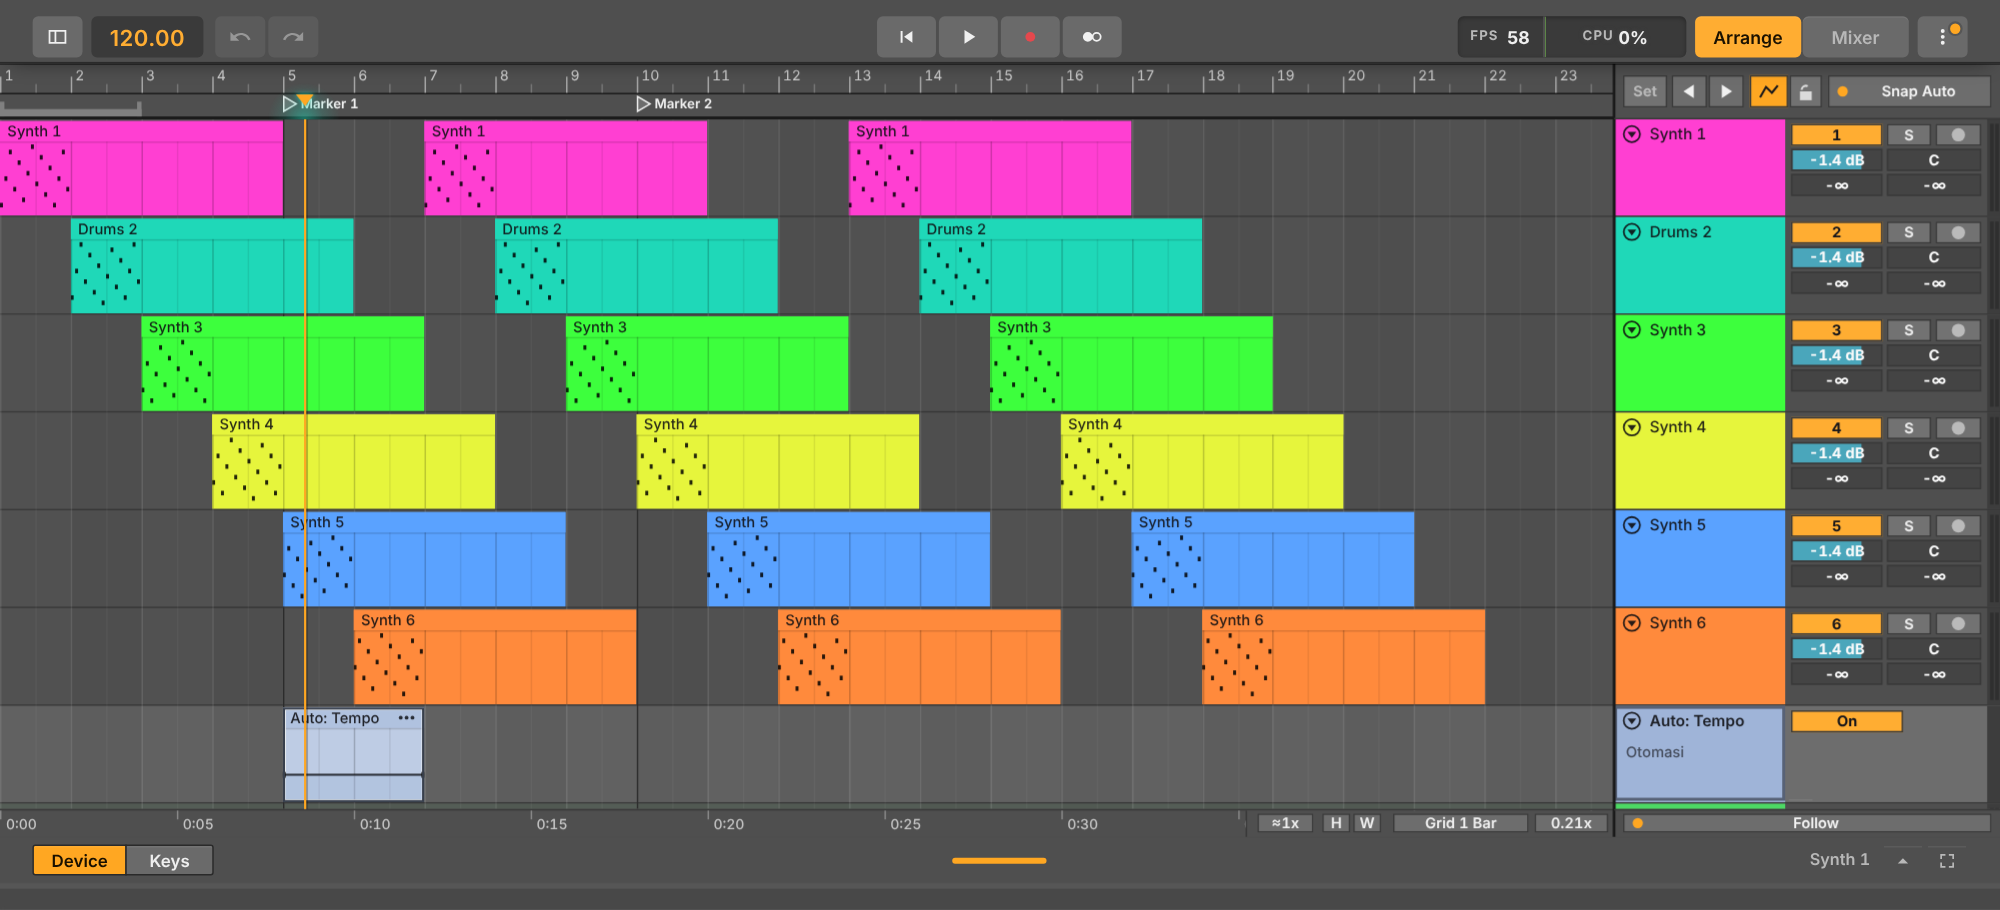 120.00
FPS 58 CPU 0% Arrange Mixer
1 2 3 4 5 6 7 8 9 10 11 12 13 14 15 16 17 18 19 20 21 22 23
Set Snap Auto
Marker 1 Marker 2
Synth 1 Synth 1 Synth 1 Synth 1 1 S
-1.4 dB C
-∞ -∞
Drums 2 Drums 2 Drums 2 Drums 2 2 S
-1.4 dB C
-∞ -∞
Synth 3 Synth 3 Synth 3 Synth 3 3 S
-1.4 dB C
-∞ -∞
Synth 4 Synth 4 Synth 4 Synth 4 4 S
-1.4 dB C
-∞ -∞
Synth 5 Synth 5 Synth 5 Synth 5 5 S
-1.4 dB C
-∞ -∞
Synth 6 Synth 6 Synth 6 Synth 6 6 S
-1.4 dB C
-∞ -∞
Auto: Tempo ••• Auto: Tempo On
Otomasi
0:00 0:05 0:10 0:15 0:20 0:25 0:30 ≈1x H W Grid 1 Bar 0.21x Follow
Device Keys Synth 1